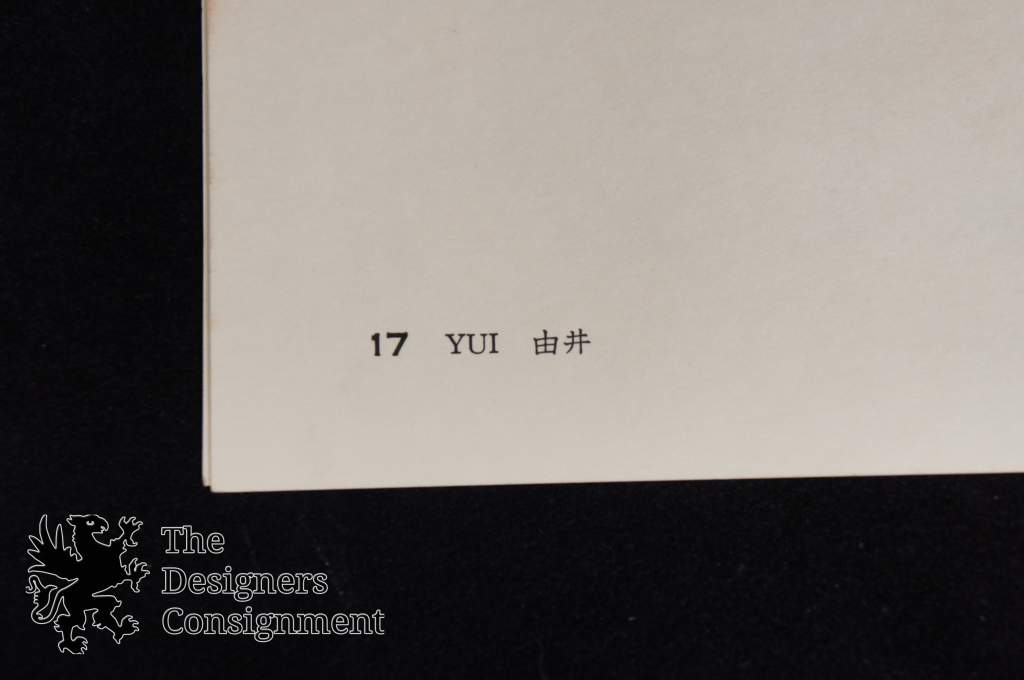 17 YUI 由井
The
Designers
Consignment